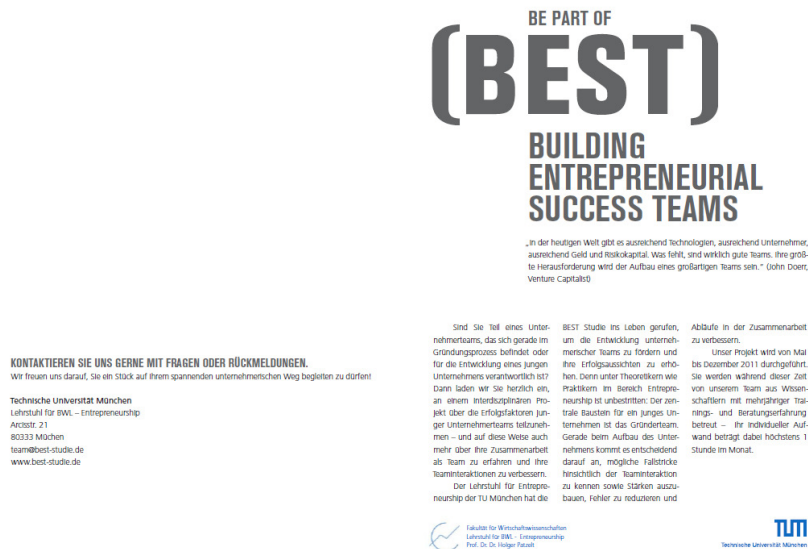 KONTAKTIEREN SIE UNS GERNE MIT FRAGEN ODER RÜCKMELDUNGEN.
Wir freuen uns darauf, Sie ein Stück auf Ihrem spannenden unternehmerischen Weg begleiten zu dürfen!
Technische Universität München
Lehrstuhl für BWL – Entrepreneurship
Arcisstr. 21
80333 Müchen
team@best-studie.de
www.best-studie.de
BE PART OF
(BEST)
BUILDING
ENTREPRENEURIAL
SUCCESS TEAMS
„In der heutigen Welt gibt es ausreichend Technologien, ausreichend Unternehmer,
ausreichend Geld und Risikokapital. Was fehlt, sind wirklich gute Teams. Ihre größ-
te Herausforderung wird der Aufbau eines großartigen Teams sein.“ (John Doerr,
Venture Capitalist)
Sind Sie Teil eines Unter-
nehmerteams, das sich gerade im
Gründungsprozess befindet oder
für die Entwicklung eines jungen
Unternehmens verantwortlich ist?
Dann laden wir Sie herzlich ein,
an einem interdisziplinären Pro-
jekt über die Erfolgsfaktoren jun-
ger Unternehmerteams teilzuneh-
men – und auf diese Weise auch
mehr über Ihre Zusammenarbeit
als Team zu erfahren und Ihre
Teaminteraktionen zu verbessern.
Der Lehrstuhl für Entrepre-
neurship der TU München hat die
BEST Studie ins Leben gerufen,
um die Entwicklung unterneh-
merischer Teams zu fördern und
ihre Erfolgsaussichten zu erhö-
hen. Denn unter Theoretikern wie
Praktikern im Bereich Entrepre-
neurship ist unbestritten: Der zen-
trale Baustein für ein junges Un-
ternehmen ist das Gründerteam.
Gerade beim Aufbau des Unter-
nehmens kommt es entscheidend
darauf an, mögliche Fallstricke
hinsichtlich der Teaminteraktion
zu kennen sowie Stärken auszu-
bauen, Fehler zu reduzieren und
Abläufe in der Zusammenarbeit
zu verbessern.
Unser Projekt wird von Mai
bis Dezember 2011 durchgeführt.
Sie werden während dieser Zeit
von unserem Team aus Wissen-
schaftlern mit mehrjähriger Trai-
nings- und Beratungserfahrung
betreut – Ihr individueller Auf-
wand beträgt dabei höchstens 1
Stunde im Monat.
Fakultät für Wirtschaftswissenschaften
Lehrstuhl für BWL - Entrepreneurship
Prof. Dr. Dr. Holger Patzelt
TUM
Technische Universität München